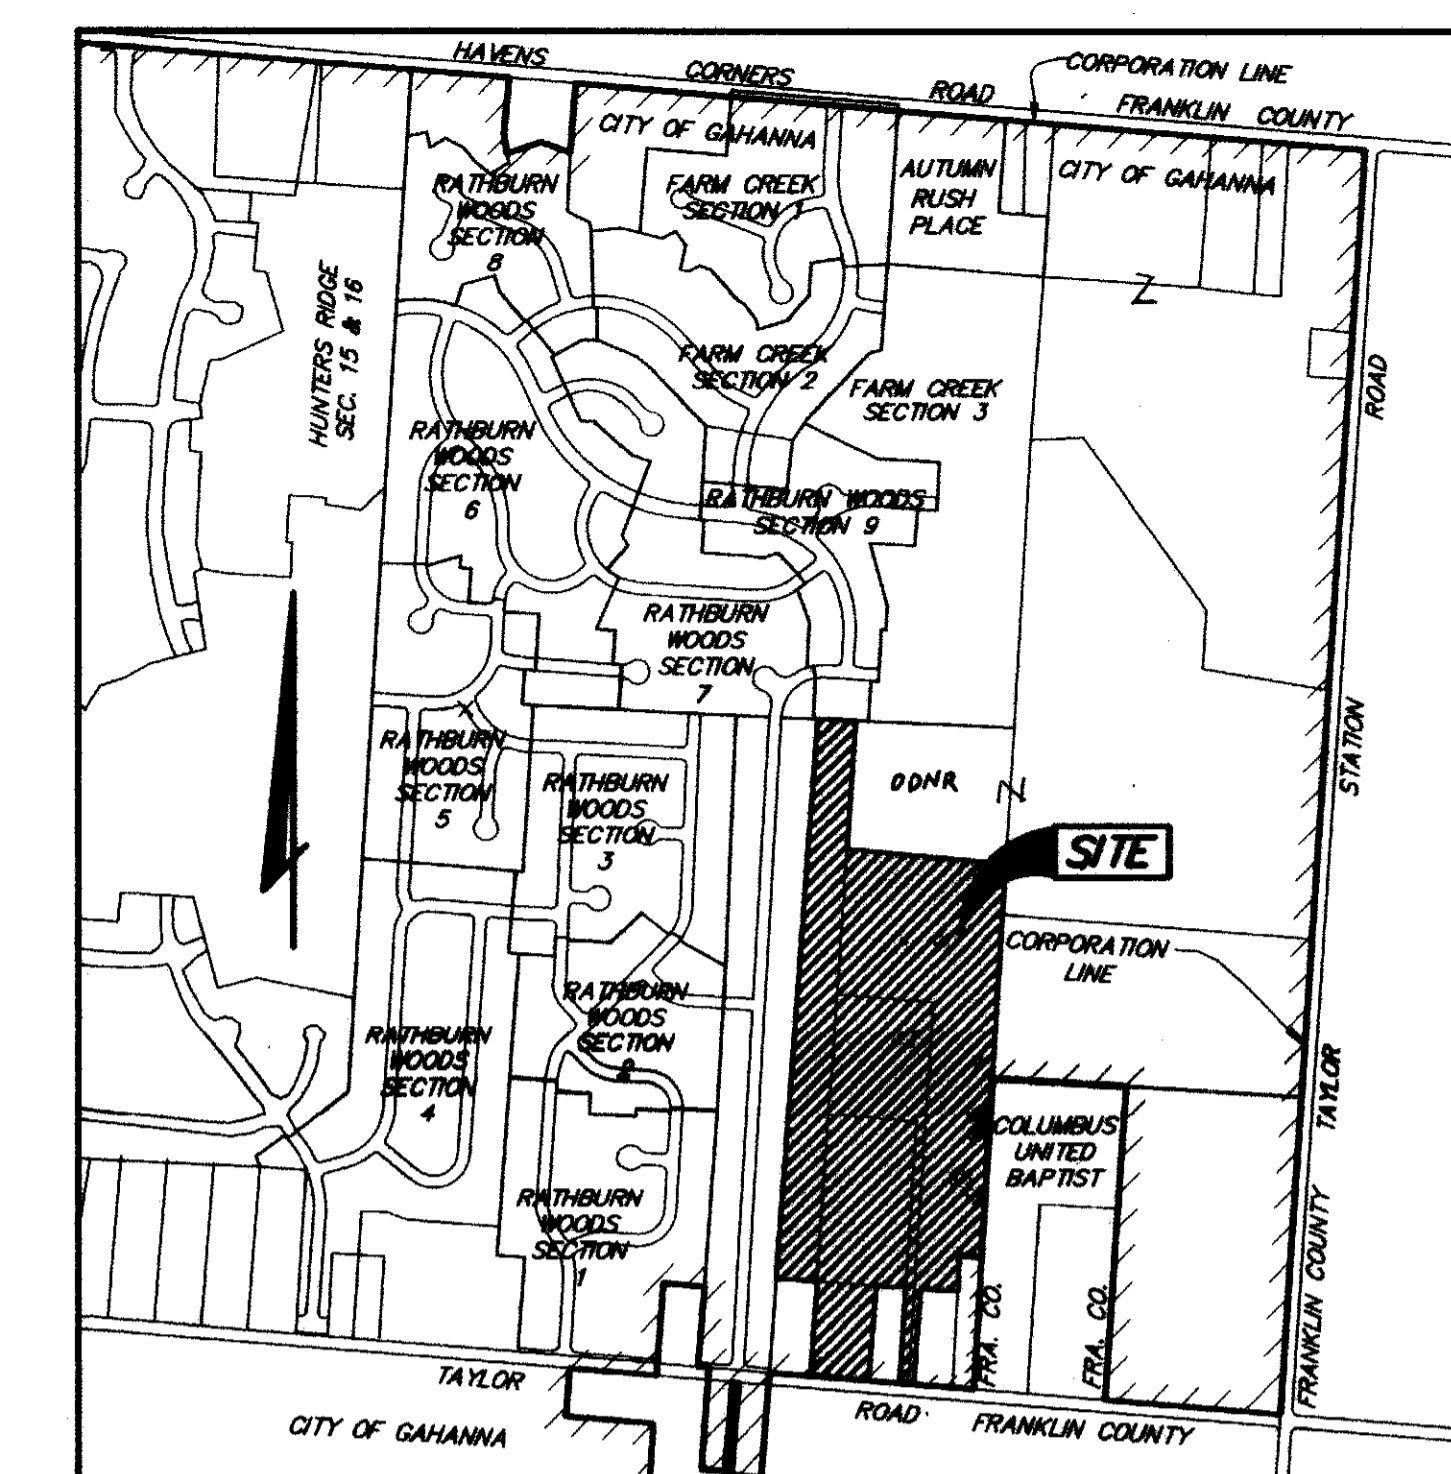 HAVENS CORNERS ROAD
CORPORATION LINE
FRANKLIN COUNTY
CITY OF GAHANNA
CITY OF GAHANNA
AUTUMN
RUSH
PLACE
RATHBURN
WOODS
SECTION
8
FARM CREEK
SECTION 1
HUNTERS RIDGE
SEC. 15 & 16
FARM CREEK
SECTION 2
FARM CREEK
SECTION 3
RATHBURN
WOODS
SECTION
6
RATHBURN WOODS
SECTION 9
RATHBURN
WOODS
SECTION
7
RATHBURN
WOODS
SECTION
5
RATHBURN
WOODS
SECTION
3
ODNR
SITE
CORPORATION
LINE
RATHBURN
WOODS
SECTION
2
RATHBURN
WOODS
SECTION
4
COLUMBUS
UNITED
BAPTIST
RATHBURN
WOODS
SECTION
1
FRA. CO.
FRA. CO.
FRANKLIN COUNTY
TAYLOR STATION ROAD
TAYLOR ROAD
FRANKLIN COUNTY
CITY OF GAHANNA